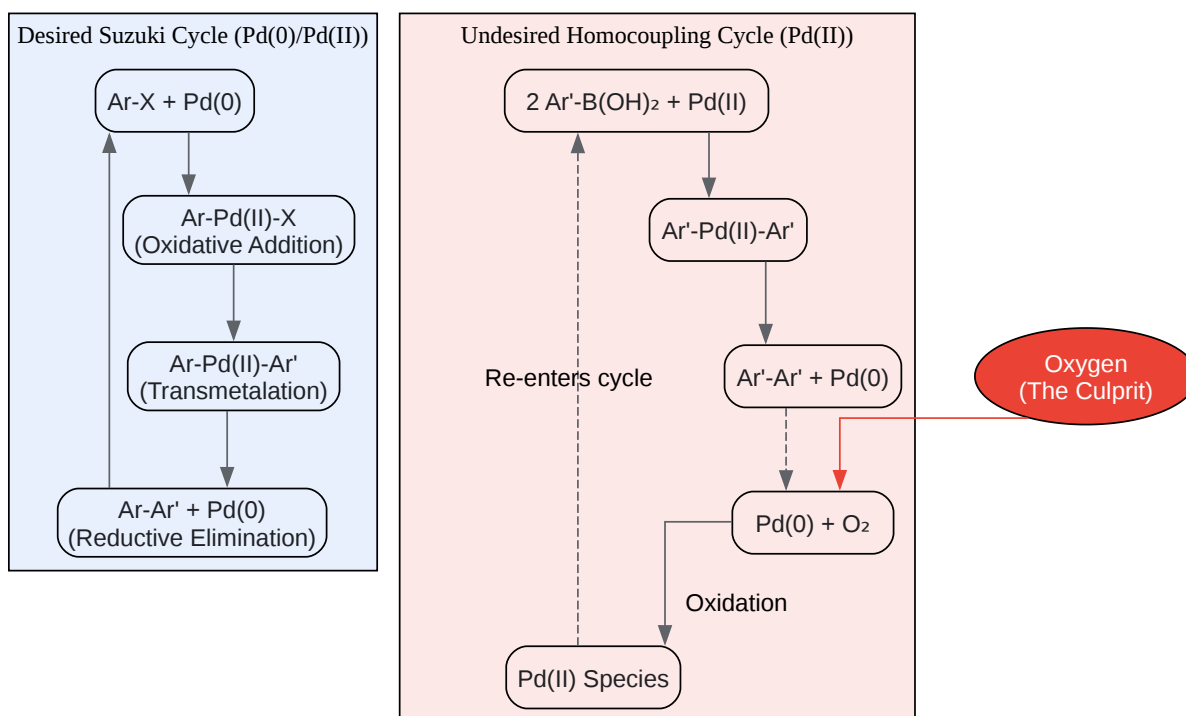 Desired Suzuki Cycle (Pd(0)/Pd(II))
Ar-X + Pd(0)
Ar-Pd(II)-X
(Oxidative Addition)
Ar-Pd(II)-Ar'
(Transmetalation)
Ar-Ar' + Pd(0)
(Reductive Elimination)
Undesired Homocoupling Cycle (Pd(II))
2 Ar'-B(OH)₂ + Pd(II)
Ar'-Pd(II)-Ar'
Re-enters cycle
Ar'-Ar' + Pd(0)
Oxygen
(The Culprit)
Pd(0) + O₂
Oxidation
Pd(II) Species